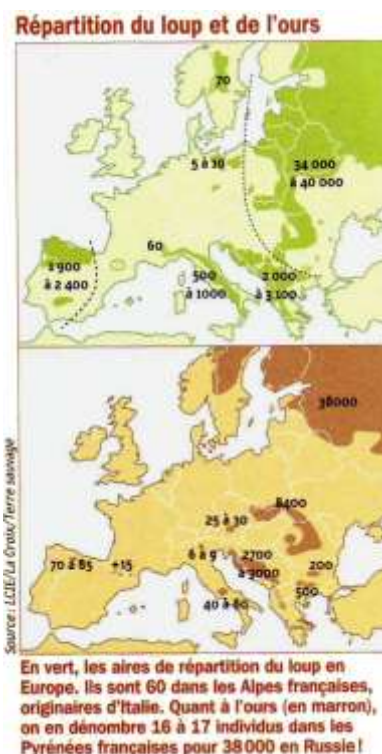 Répartition du loup et de l'ours
70
5 à 10
34 000
à 40 000
60
1 900
à 2 400
500
à 1000
2 000
à 3 100
38000
8400
25 à 30
6 à 9
2700
à 3000
70 à 85
+15
200
500
40 à 60
Source : LCIE/La Croix/Terre sauvage
En vert, les aires de répartition du loup en
Europe. Ils sont 60 dans les Alpes françaises,
originaires d'Italie. Quant à l'ours (en marron),
on en dénombre 16 à 17 individus dans les
Pyrénées françaises pour 38 000 en Russie !